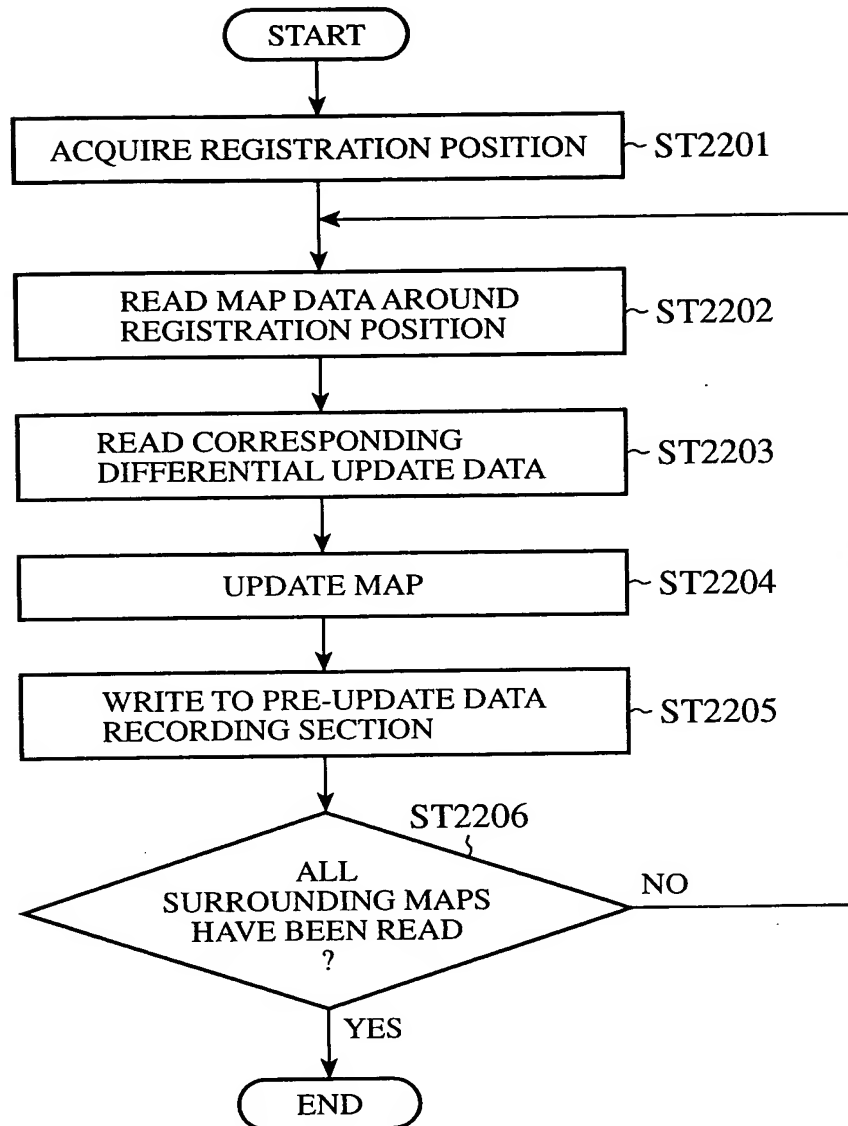 START
ACQUIRE REGISTRATION POSITION
~ ST2201
READ MAP DATA AROUND
REGISTRATION POSITION
~ ST2202
READ CORRESPONDING
DIFFERENTIAL UPDATE DATA
~ ST2203
UPDATE MAP
~ ST2204
WRITE TO PRE-UPDATE DATA
RECORDING SECTION
~ ST2205
ST2206
ALL
SURROUNDING MAPS
HAVE BEEN READ
?
NO
YES
END